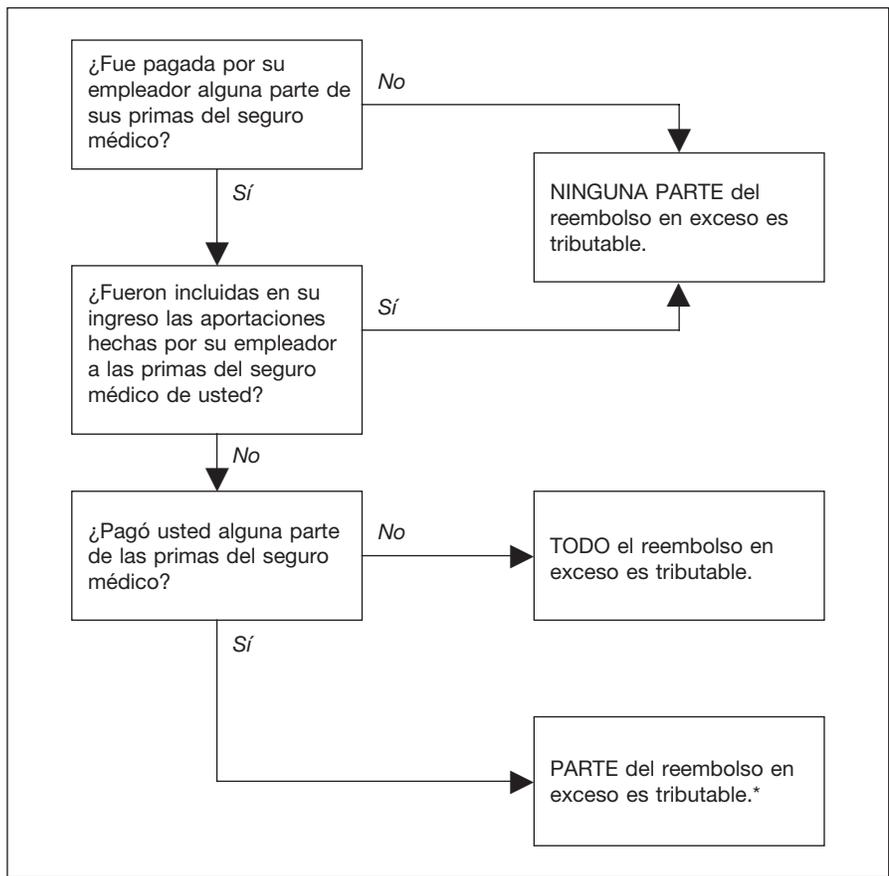 ¿Fue pagada por su
empleador alguna parte de
sus primas del seguro
médico?
No
Sí
NINGUNA PARTE del
reembolso en exceso es
tributable.
¿Fueron incluidas en su
ingreso las aportaciones
hechas por su empleador
a las primas del seguro
médico de usted?
Sí
No
¿Pagó usted alguna parte
de las primas del seguro
médico?
No
TODO el reembolso en
exceso es tributable.
Sí
PARTE del reembolso en
exceso es tributable.*